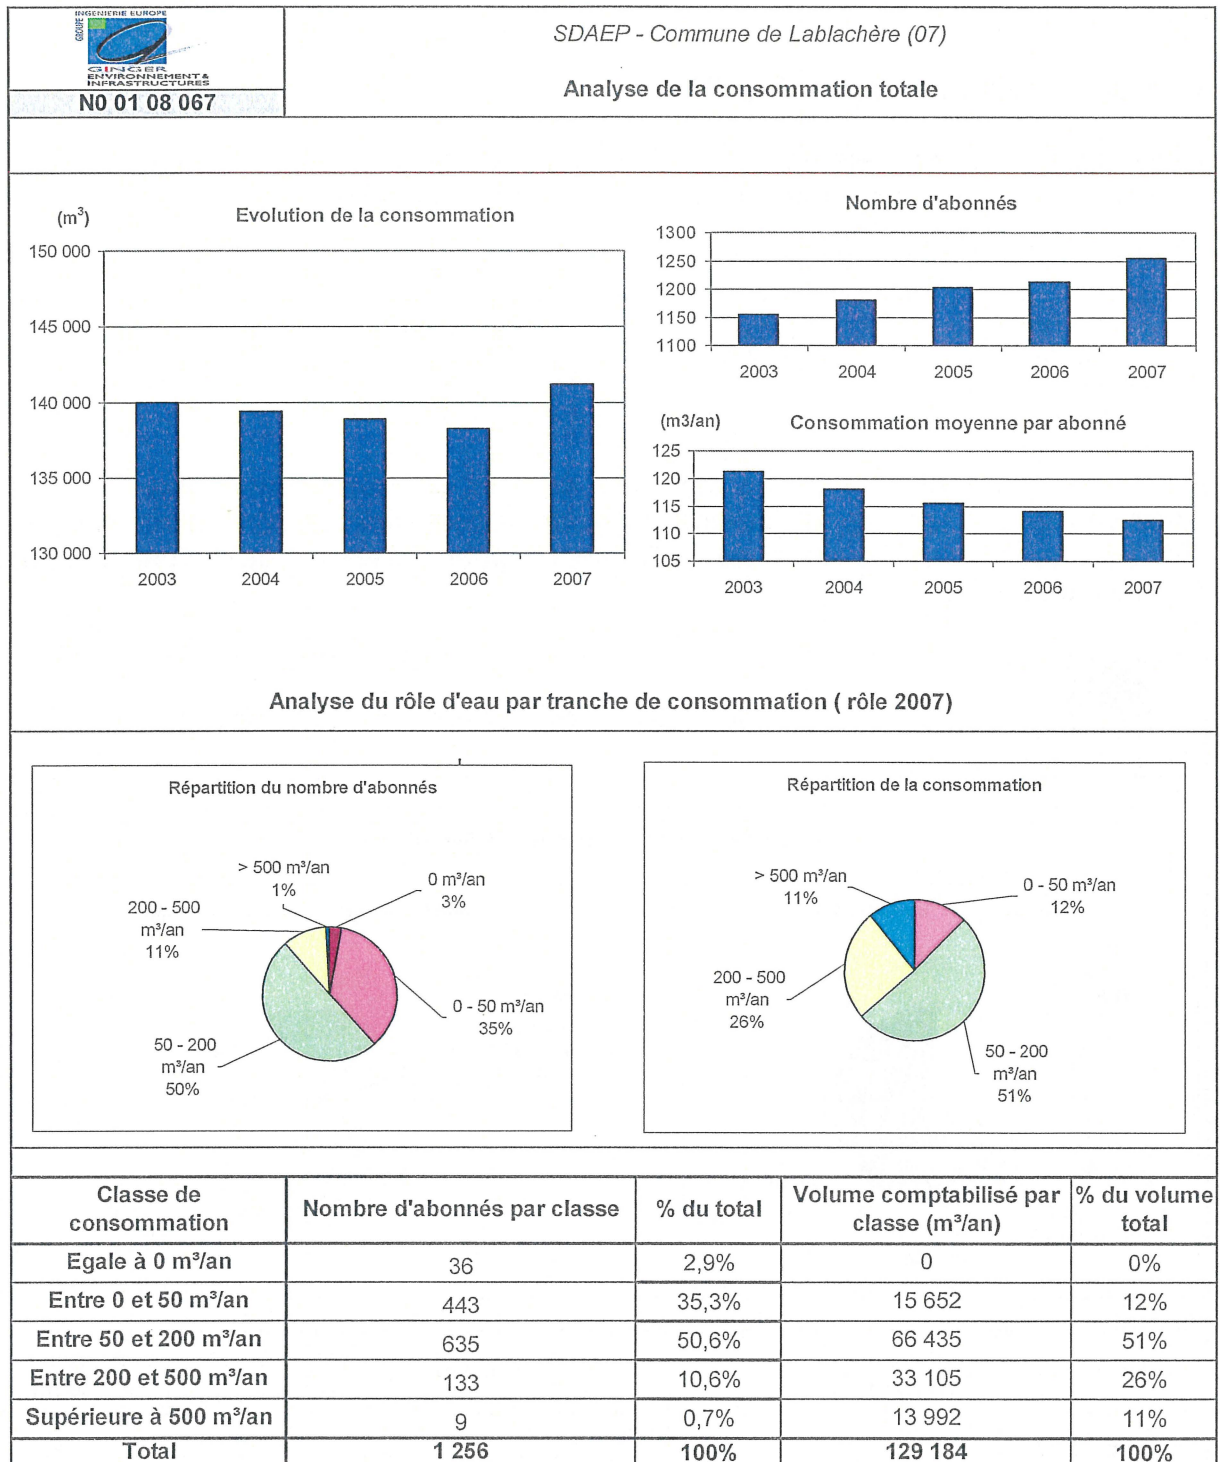 INGENIERIE EUROPE
GROUPE
GINGER
ENVIRONNEMENT &
INFRASTRUCTURES
N0 01 08 067
SDAEP - Commune de Lablachère (07)
Analyse de la consommation totale
(m³)
Evolution de la consommation
150 000
145 000
140 000
135 000
130 000
2003 2004 2005 2006 2007
Nombre d'abonnés
1300
1250
1200
1150
1100
2003 2004 2005 2006 2007
(m3/an)
Consommation moyenne par abonné
125
120
115
110
105
2003 2004 2005 2006 2007
Analyse du rôle d'eau par tranche de consommation ( rôle 2007)
Répartition du nombre d'abonnés
> 500 m³/an
1%
0 m³/an
3%
200 - 500
m³/an
11%
0 - 50 m³/an
35%
50 - 200
m³/an
50%
Répartition de la consommation
> 500 m³/an
11%
0 - 50 m³/an
12%
200 - 500
m³/an
26%
50 - 200
m³/an
51%
Classe de
consommation
Nombre d'abonnés par classe
% du total
Volume comptabilisé par
classe (m³/an)
% du volume
total
Egale à 0 m³/an 36 2,9% 0 0%
Entre 0 et 50 m³/an 443 35,3% 15 652 12%
Entre 50 et 200 m³/an 635 50,6% 66 435 51%
Entre 200 et 500 m³/an 133 10,6% 33 105 26%
Supérieure à 500 m³/an 9 0,7% 13 992 11%
Total 1 256 100% 129 184 100%